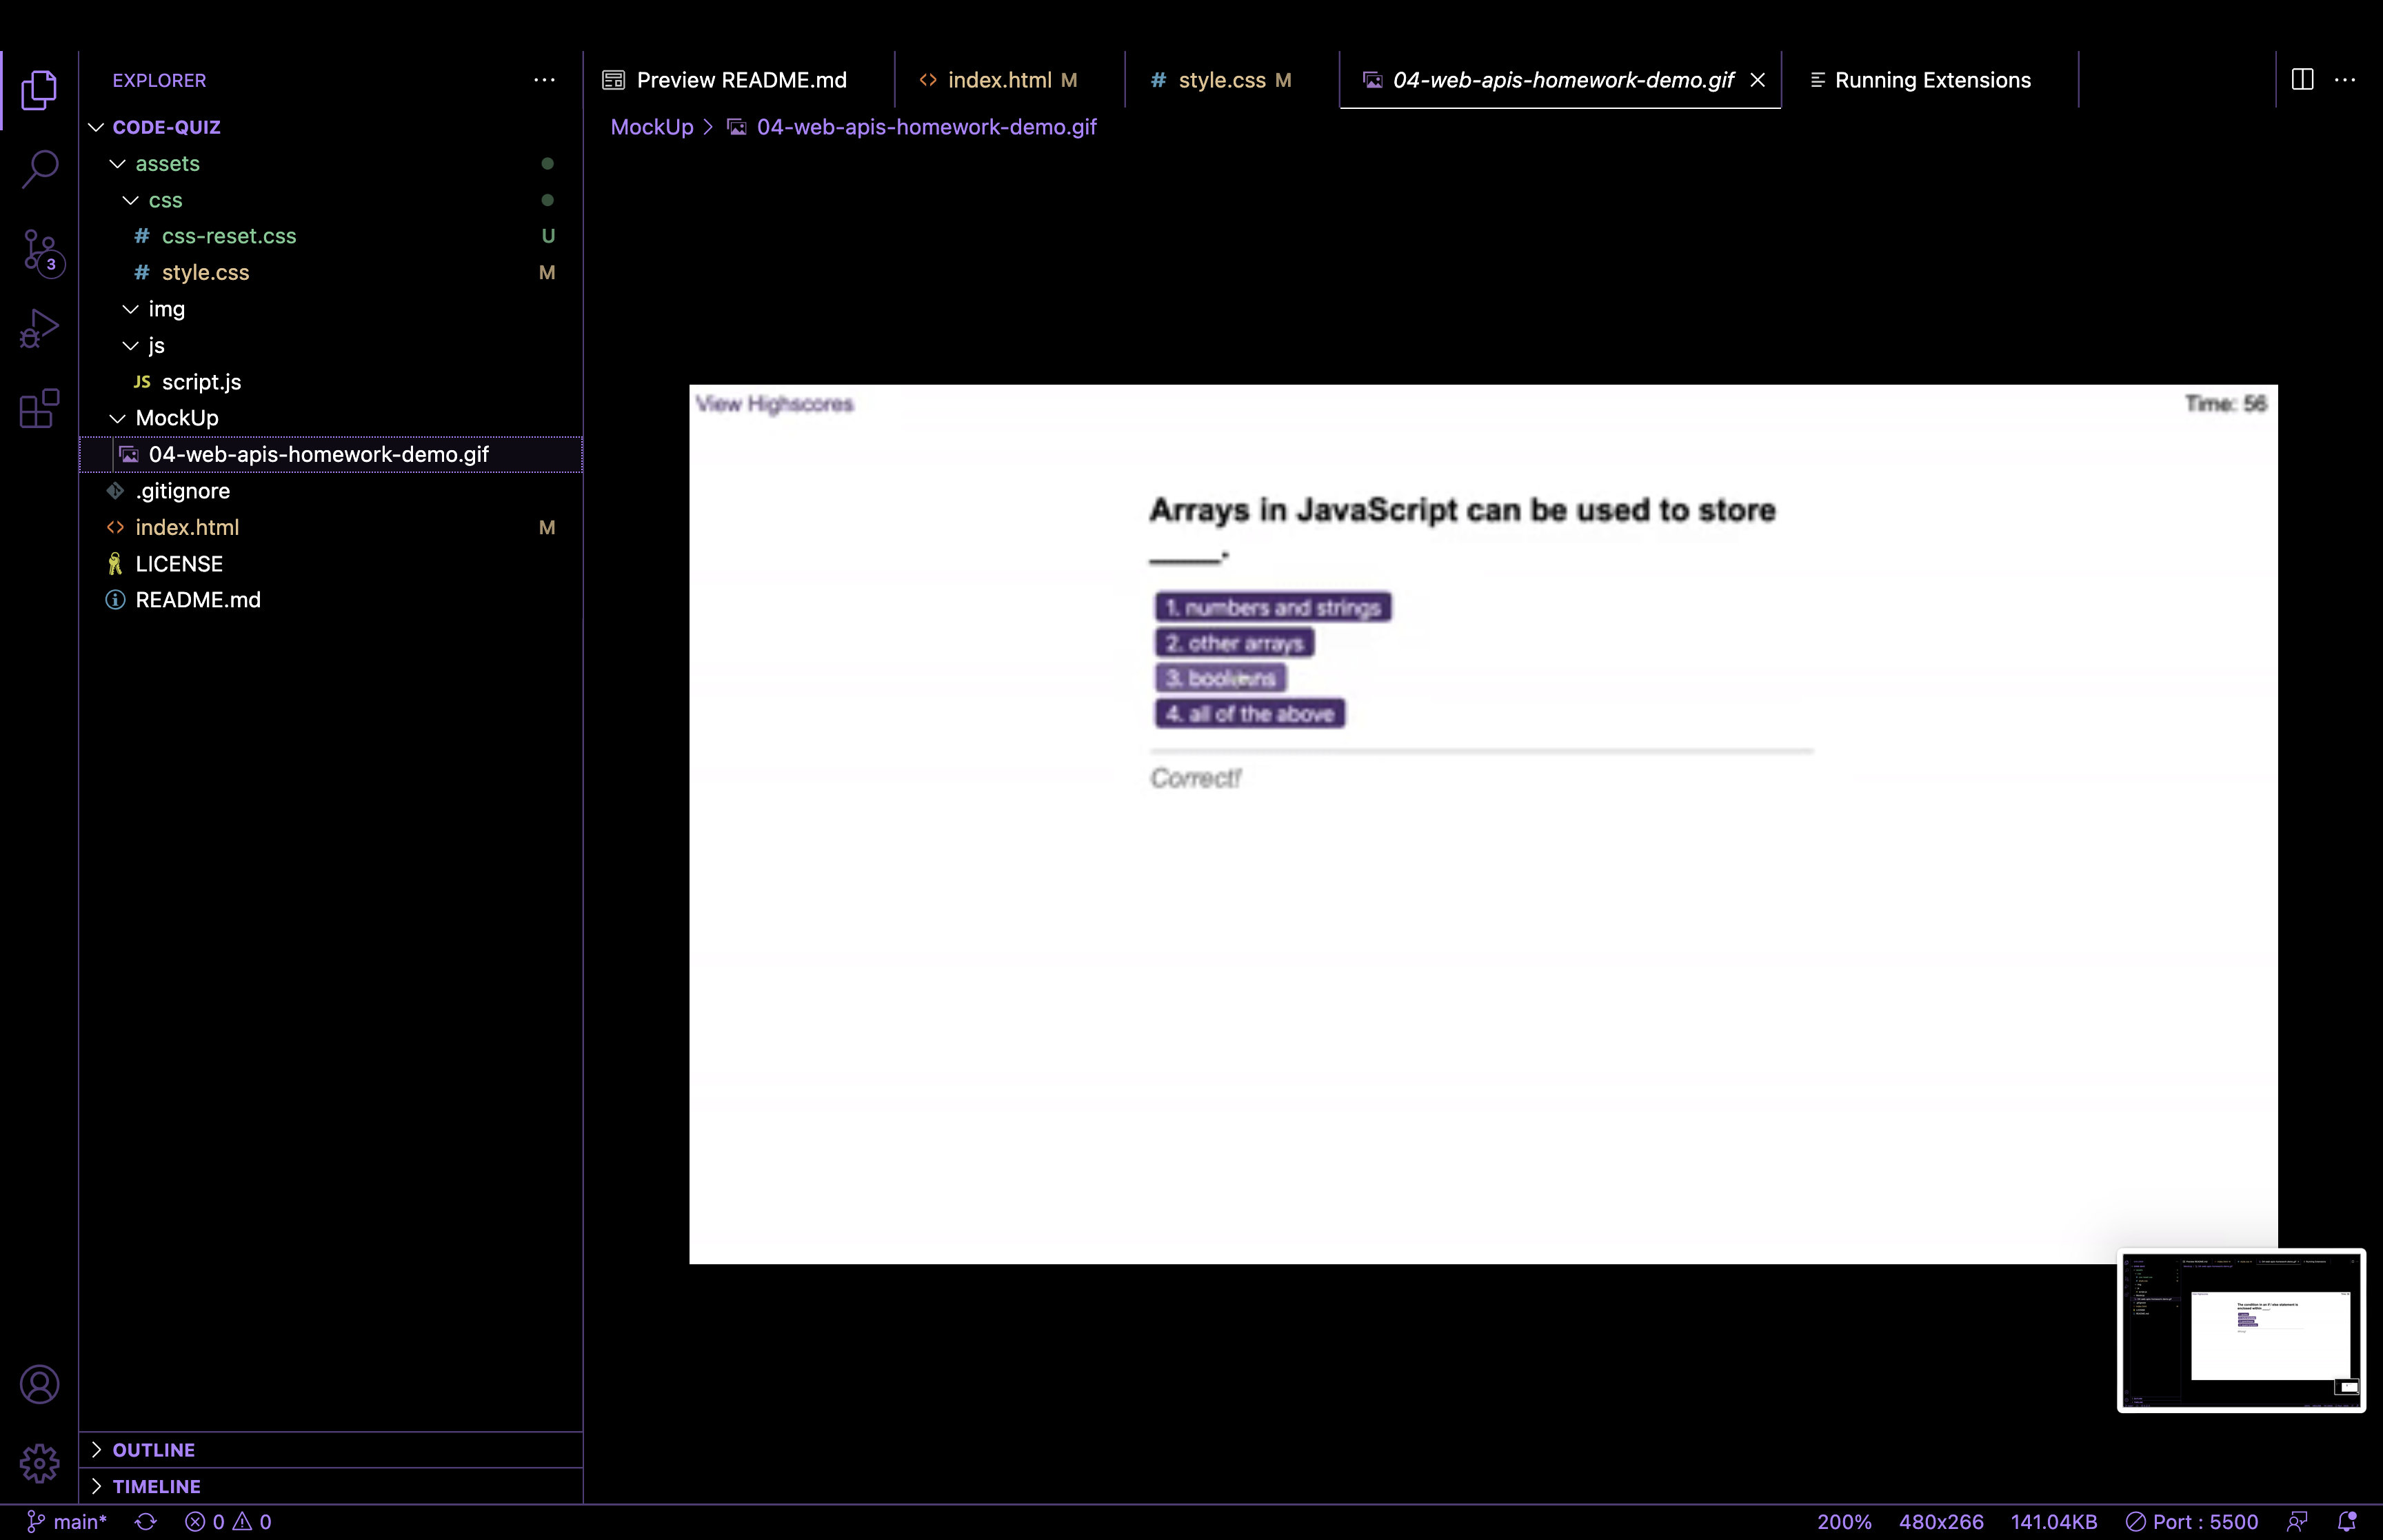 EXPLORER
CODE-QUIZ
assets
css
# css-reset.css U
# style.css M
img
js
JS script.js
MockUp
04-web-apis-homework-demo.gif
.gitignore
<> index.html M
LICENSE
README.md
3
OUTLINE
TIMELINE
Preview README.md
<> index.html M
# style.css M
04-web-apis-homework-demo.gif
Running Extensions
MockUp > 04-web-apis-homework-demo.gif
View Highscores
Time: 56
Arrays in JavaScript can be used to store
____.
1. numbers and strings
2. other arrays
3. booleans
4. all of the above
Correct!
main* 0 0
200% 480x266 141.04KB Port : 5500